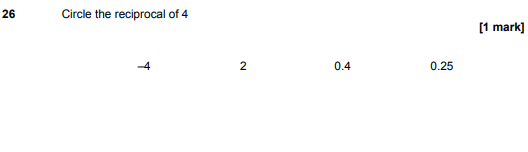 26 Circle the reciprocal of 4
[1 mark]
–4 2 0.4 0.25